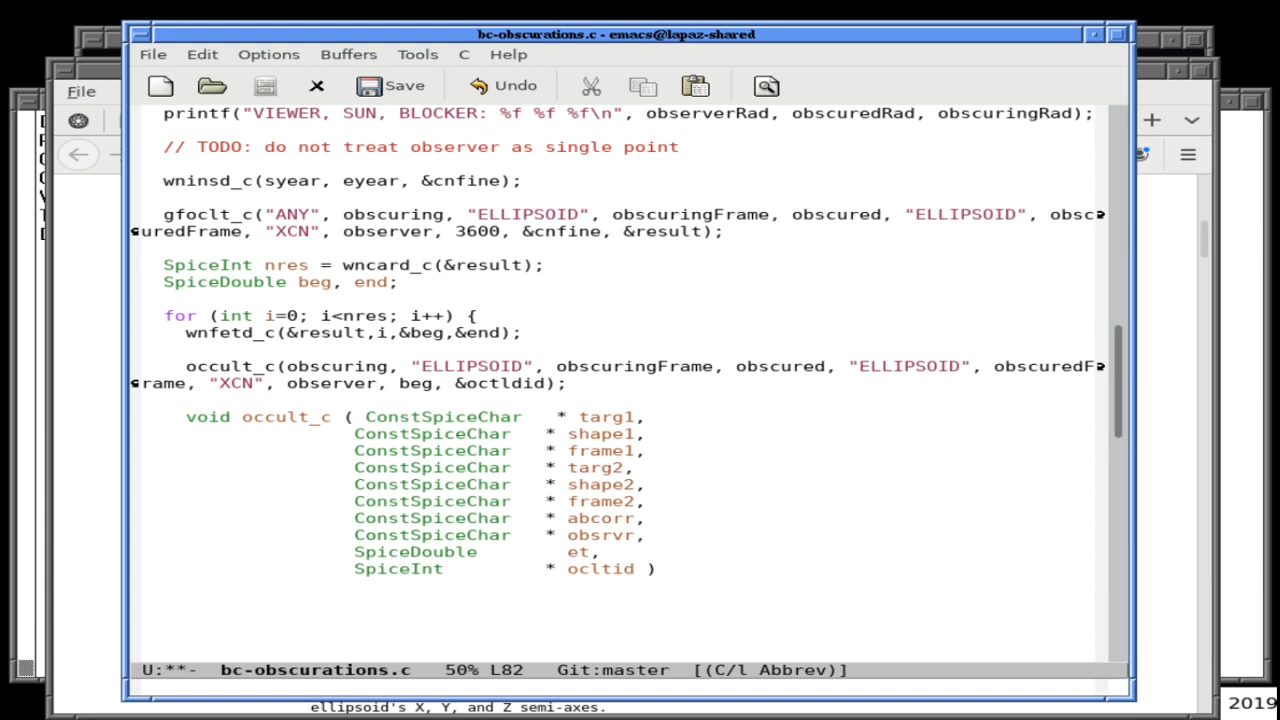 bc-obscurations.c - emacs@lapaz-shared
File Edit Options Buffers Tools C Help
File
Save Undo
printf("VIEWER, SUN, BLOCKER: %f %f %f\n", observerRad, obscuredRad, obscuringRad);
// TODO: do not treat observer as single point
wninsd_c(syear, eyear, &cnfine);
gfoclt_c("ANY", obscuring, "ELLIPSOID", obscuringFrame, obscured, "ELLIPSOID", obsc
uredFrame, "XCN", observer, 3600, &cnfine, &result);
SpiceInt nres = wncard_c(&result);
SpiceDouble beg, end;
for (int i=0; i<nres; i++) {
wnfetd_c(&result,i,&beg,&end);
occult_c(obscuring, "ELLIPSOID", obscuringFrame, obscured, "ELLIPSOID", obscuredF
rame, "XCN", observer, beg, &octldid);
void occult_c ( ConstSpiceChar * targ1,
ConstSpiceChar * shape1,
ConstSpiceChar * frame1,
ConstSpiceChar * targ2,
ConstSpiceChar * shape2,
ConstSpiceChar * frame2,
ConstSpiceChar * abcorr,
ConstSpiceChar * obsrvr,
SpiceDouble et,
SpiceInt * ocltid )
U:**- bc-obscurations.c 50% L82 Git:master [(C/l Abbrev)]
ellipsoid's X, Y, and Z semi-axes.
2019